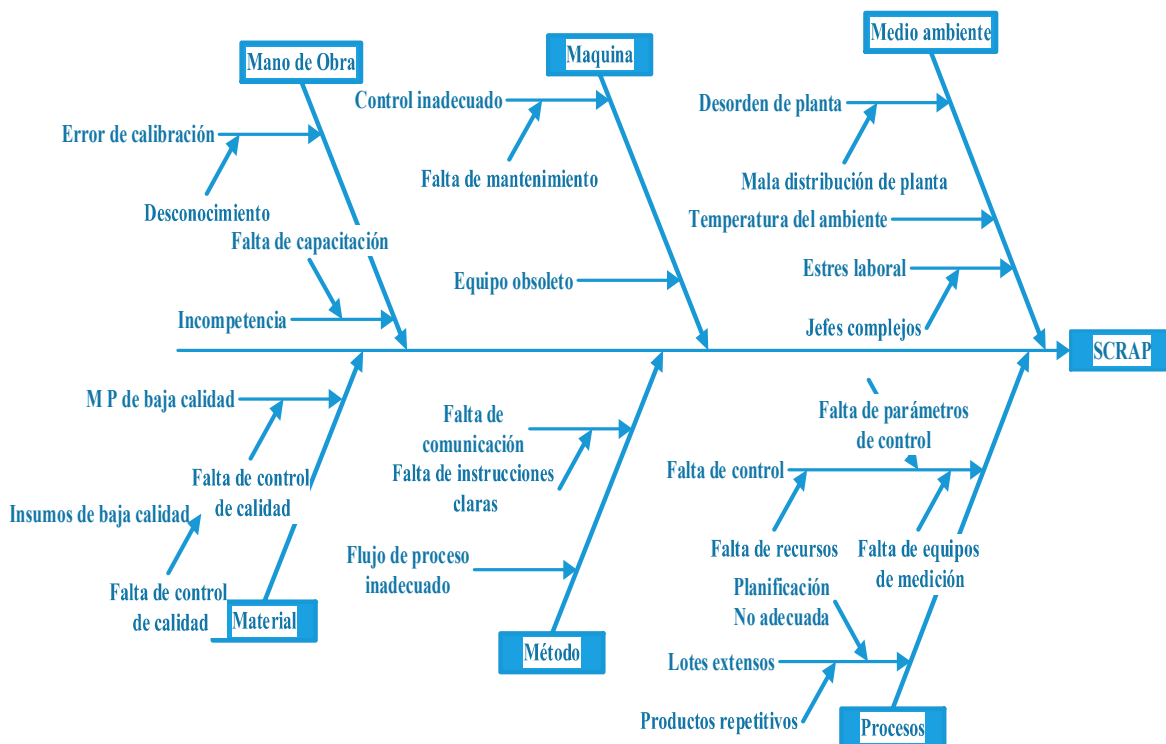 Mano de Obra
Maquina
Medio ambiente
Error de calibración
Desconocimiento
Falta de capacitación
Incompetencia
Control inadecuado
Falta de mantenimiento
Equipo obsoleto
Desorden de planta
Mala distribución de planta
Temperatura del ambiente
Estres laboral
Jefes complejos
SCRAP
M P de baja calidad
Falta de control
de calidad
Insumos de baja calidad
Falta de control
de calidad
Material
Falta de
comunicación
Falta de instrucciones
claras
Flujo de proceso
inadecuado
Método
Falta de parámetros
de control
Falta de control
Falta de recursos
Falta de equipos
de medición
Planificación
No adecuada
Lotes extensos
Productos repetitivos
Procesos